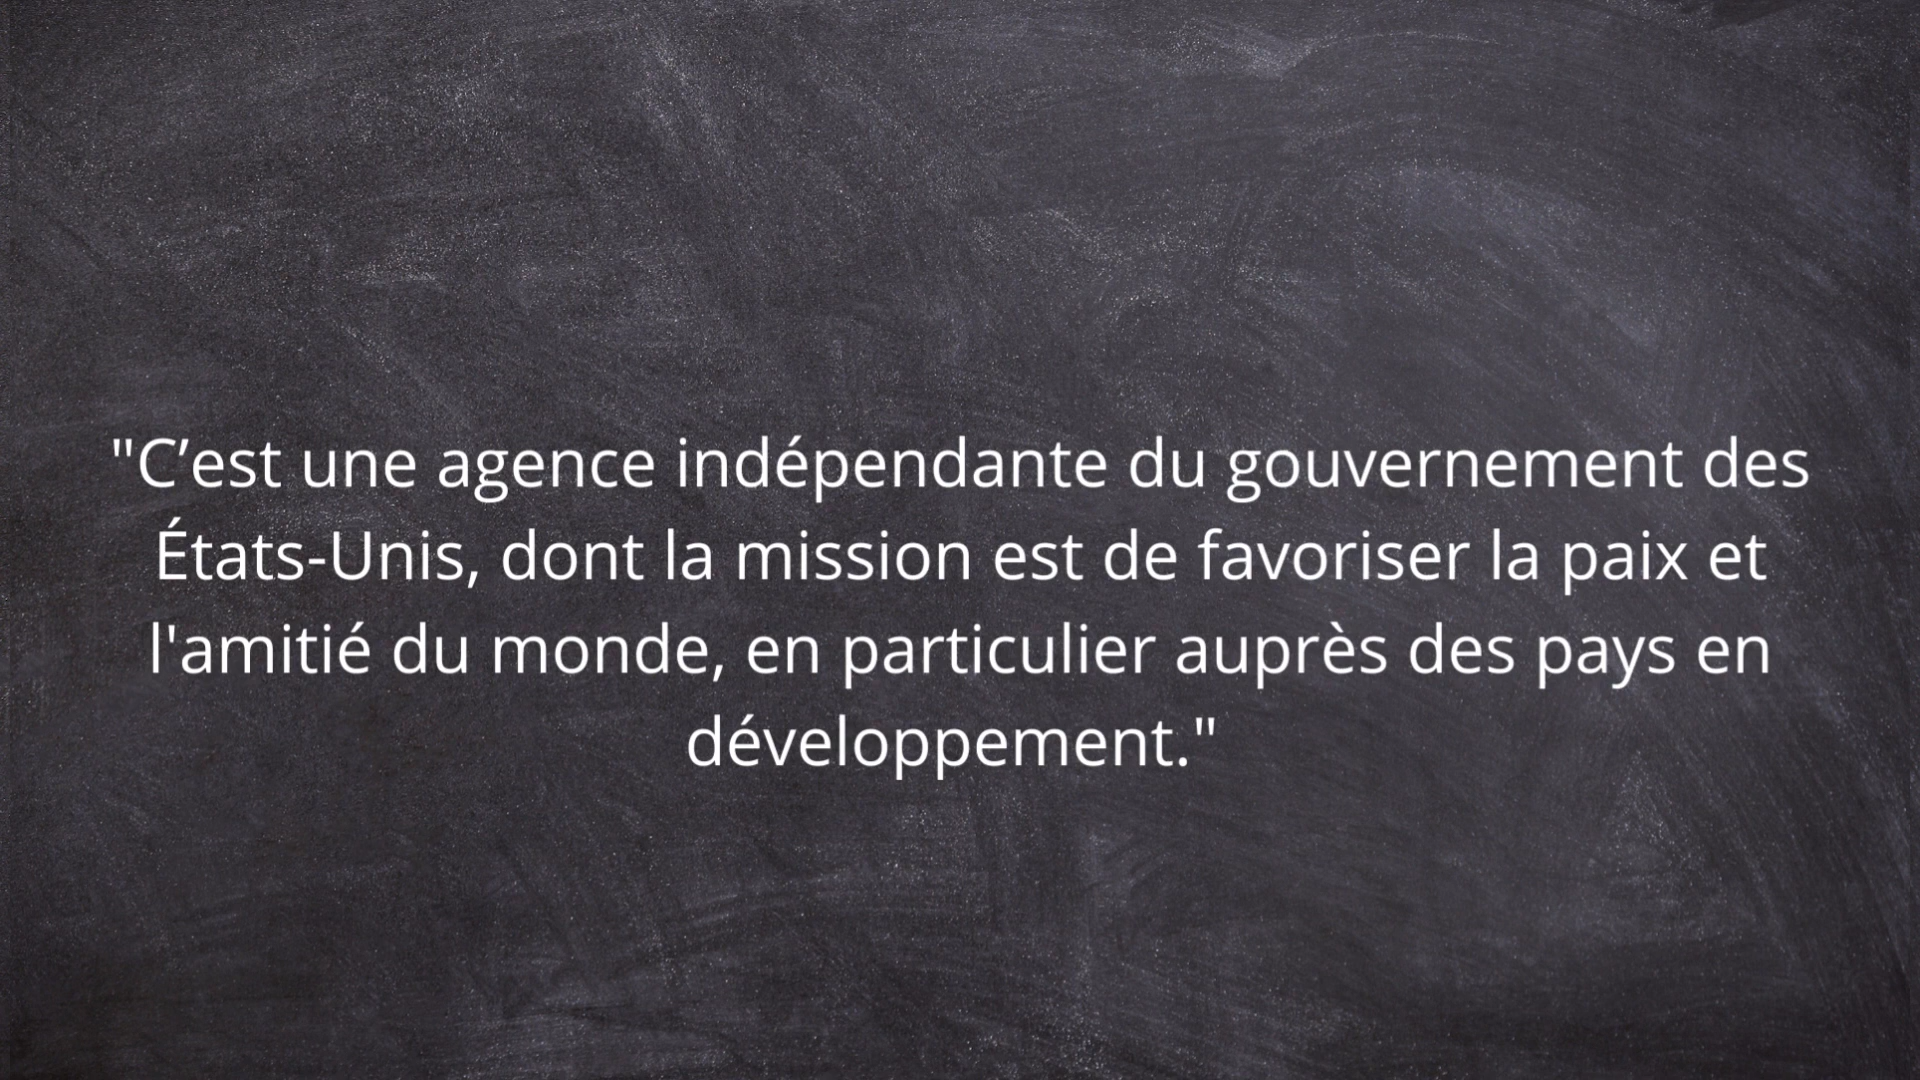 "C’est une agence indépendante du gouvernement des
États-Unis, dont la mission est de favoriser la paix et
l'amitié du monde, en particulier auprès des pays en
développement."